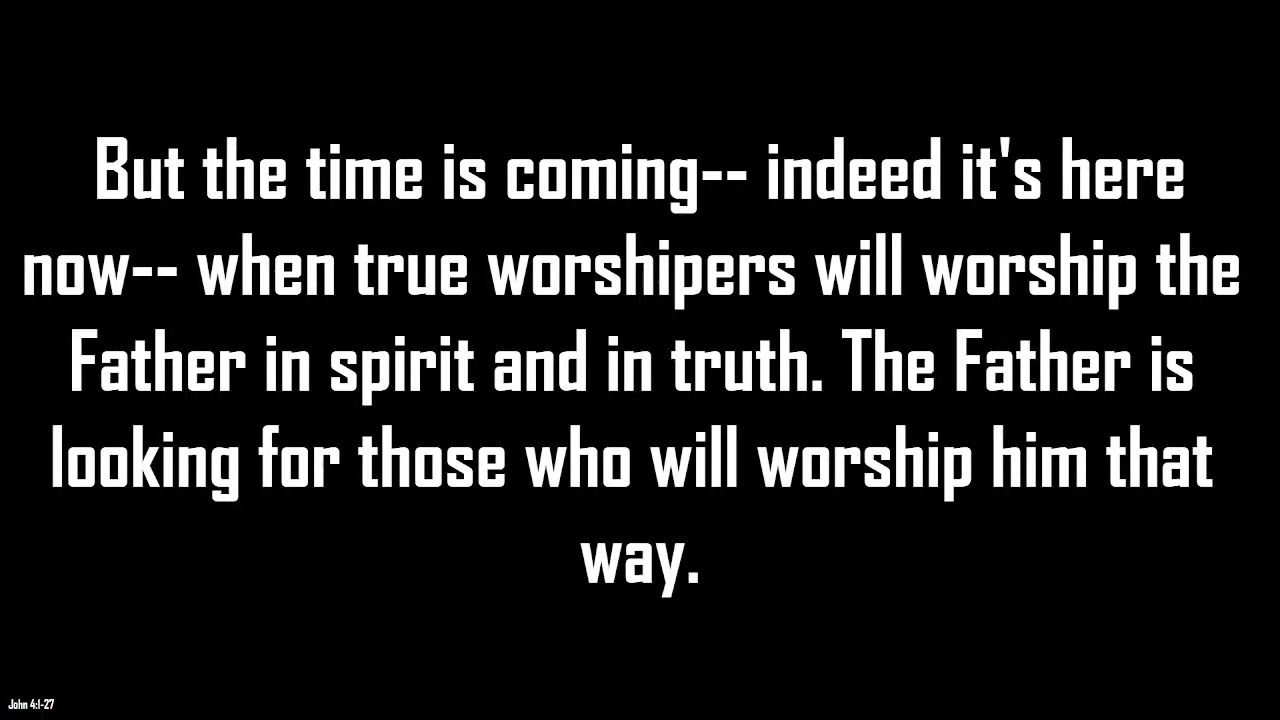 But the time is coming-- indeed it's here
now-- when true worshipers will worship the
Father in spirit and in truth. The Father is
looking for those who will worship him that
way.
John 4:1-27